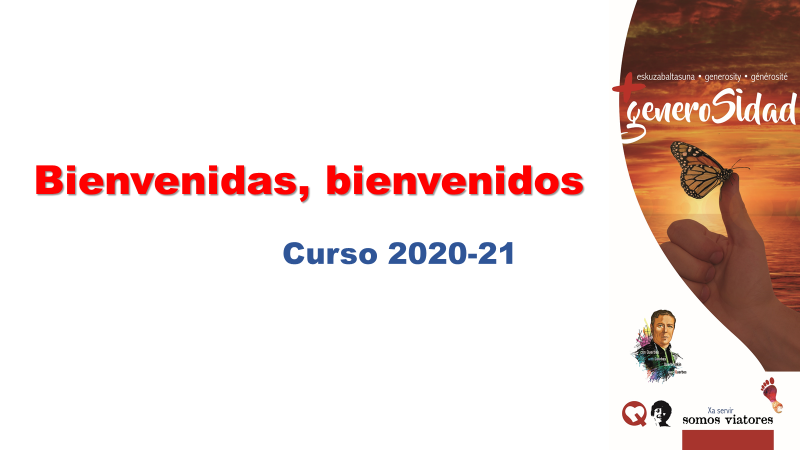 Bienvenidas, bienvenidos
Curso 2020-21
eskuzabaltasuna • generosity • générosité
+generoSidad
Xa servir
somos viatores